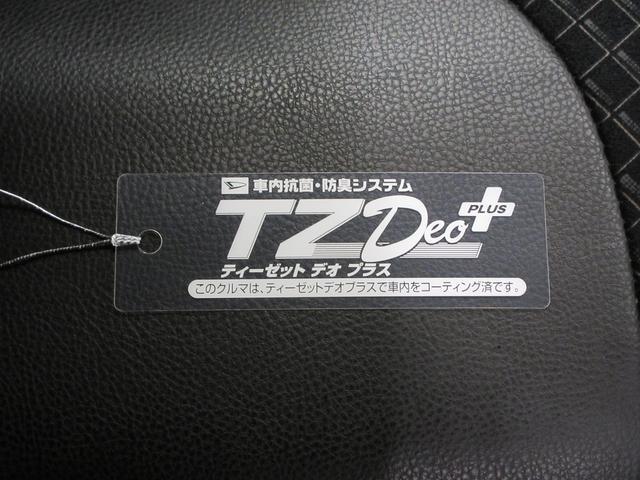 車内抗菌・防臭システム
TZ Deo PLUS
ティーゼット デオ プラス
このクルマは、ティーゼットデオプラスで車内をコーティング済です。